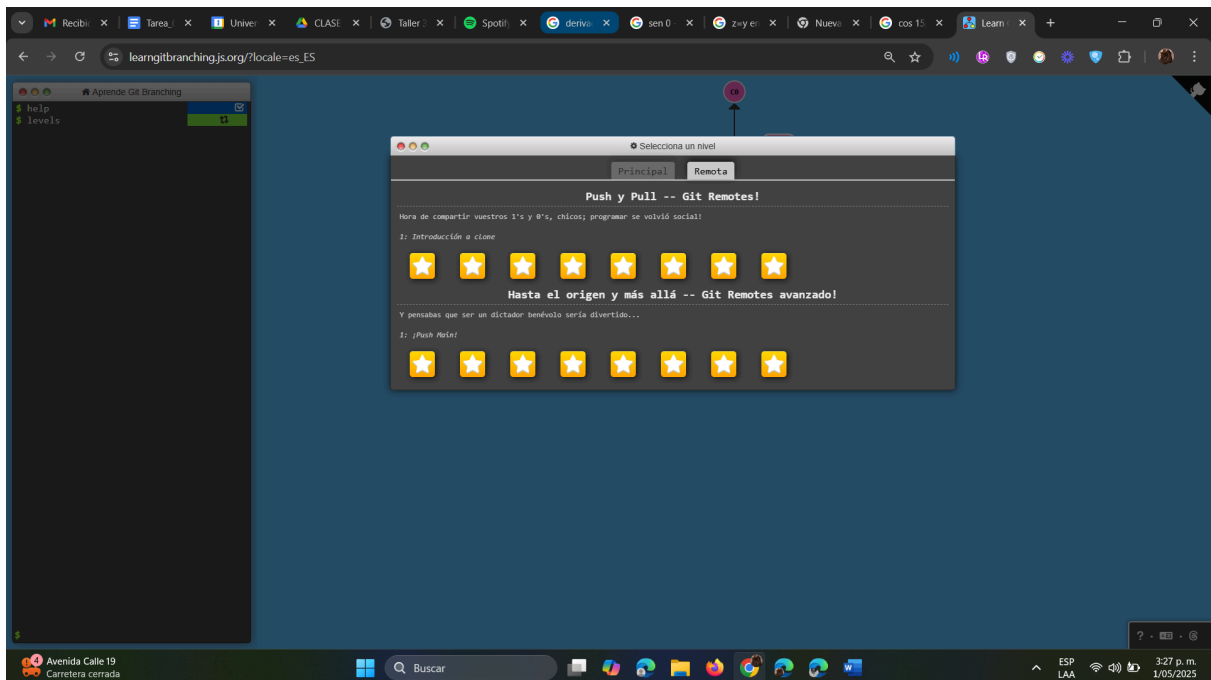 Recibi
Tarea_(
Univer
CLASE
Taller 3
Spotify
deriva
sen 0 -
z=y en
Nueva
cos 15
Learn
learngitbranching.js.org/?locale=es_ES
Aprende Git Branching
$ help
$ levels
C0
Selecciona un nivel
Principal
Remota
Push y Pull -- Git Remotes!
Hora de compartir vuestros 1's y 0's, chicos; programar se volvió social!
1: Introducción a clone
Hasta el origen y más allá -- Git Remotes avanzado!
Y pensabas que ser un dictador benévolo sería divertido...
1: ¡Push Main!
$
4
Avenida Calle 19
Carretera cerrada
Buscar
ESP
LAA
3:27 p. m.
1/05/2025